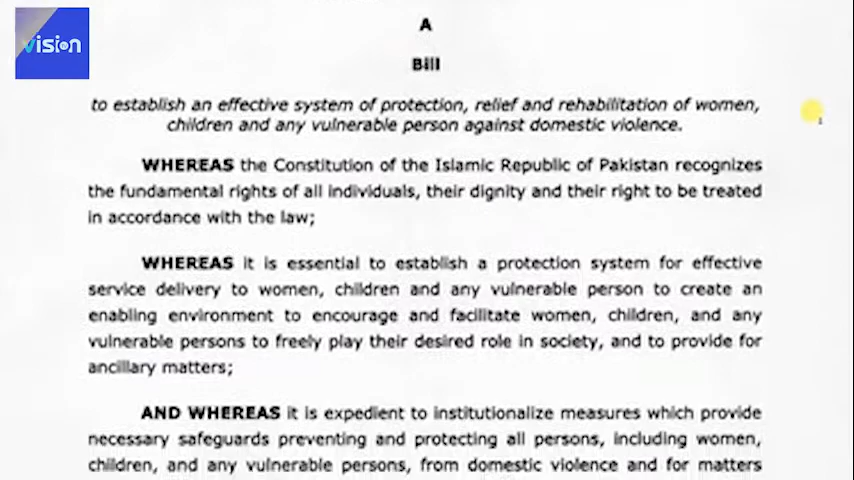 vision
A
Bill
to establish an effective system of protection, relief and rehabilitation of women,
children and any vulnerable person against domestic violence.
WHEREAS the Constitution of the Islamic Republic of Pakistan recognizes
the fundamental rights of all individuals, their dignity and their right to be treated
in accordance with the law;
WHEREAS it is essential to establish a protection system for effective
service delivery to women, children and any vulnerable person to create an
enabling environment to encourage and facilitate women, children, and any
vulnerable persons to freely play their desired role in society, and to provide for
ancillary matters;
AND WHEREAS it is expedient to institutionalize measures which provide
necessary safeguards preventing and protecting all persons, including women,
children, and any vulnerable persons, from domestic violence and for matters